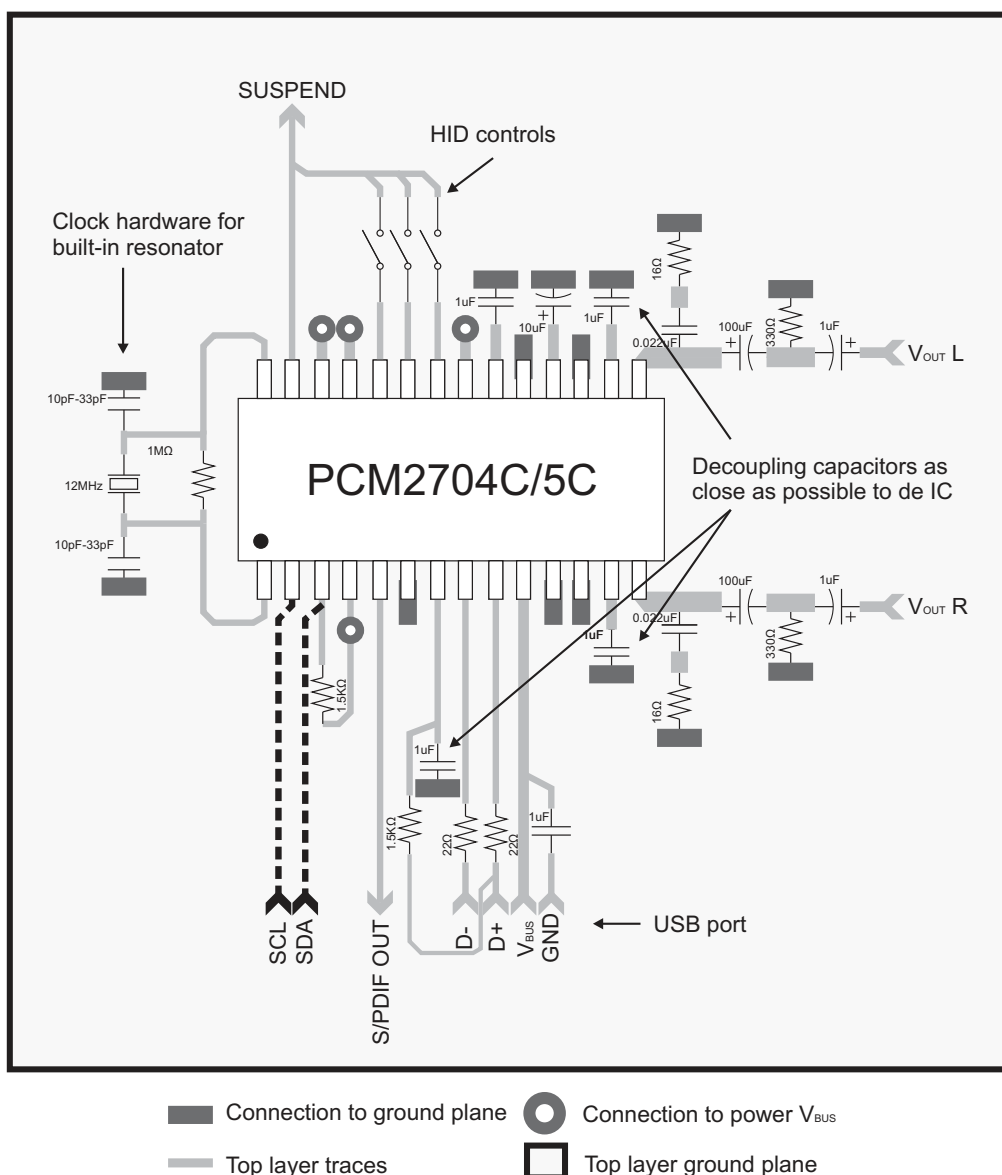 SUSPEND
HID controls
Clock hardware for
built-in resonator
16Ω
1uF
10uF
1uF
0.022uF
100uF
330Ω
1uF
VOUT L
10pF-33pF
1MΩ
12MHz
10pF-33pF
PCM2704C/5C
Decoupling capacitors as
close as possible to de IC
1.5KΩ
1uF
0.022uF
100uF
1uF
330Ω
VOUT R
16Ω
1uF
1.5KΩ
22Ω
22Ω
1uF
SCL
SDA
S/PDIF OUT
D-
D+
VBUS
GND
USB port
Connection to ground plane
Connection to power VBUS
Top layer traces
Top layer ground plane